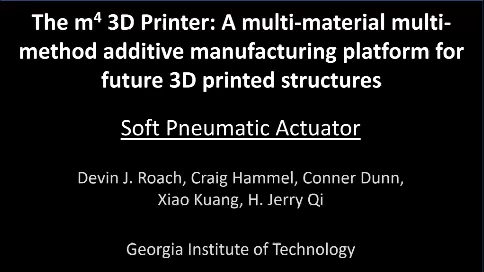 The m⁴ 3D Printer: A multi-material multi-
method additive manufacturing platform for
future 3D printed structures
Soft Pneumatic Actuator
Devin J. Roach, Craig Hammel, Conner Dunn,
Xiao Kuang, H. Jerry Qi
Georgia Institute of Technology